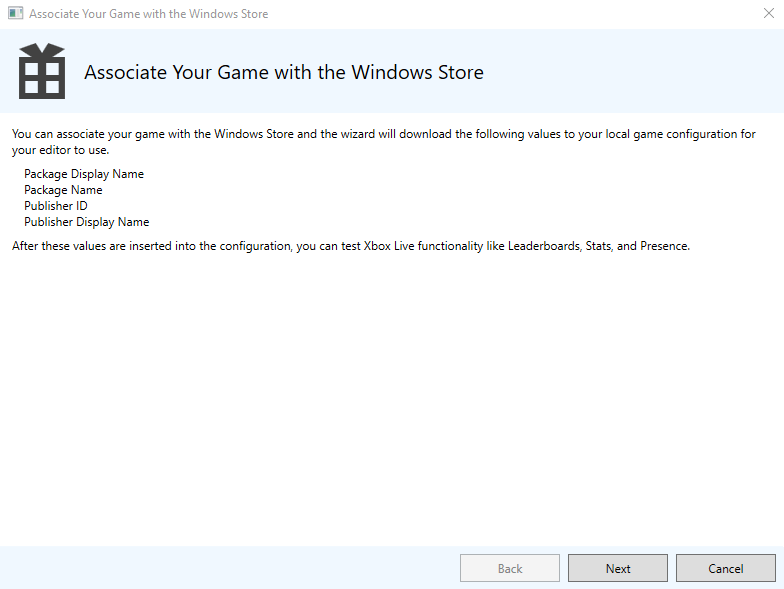 Associate Your Game with the Windows Store
Associate Your Game with the Windows Store
You can associate your game with the Windows Store and the wizard will download the following values to your local game configuration for
your editor to use.
Package Display Name
Package Name
Publisher ID
Publisher Display Name
After these values are inserted into the configuration, you can test Xbox Live functionality like Leaderboards, Stats, and Presence.
Back Next Cancel